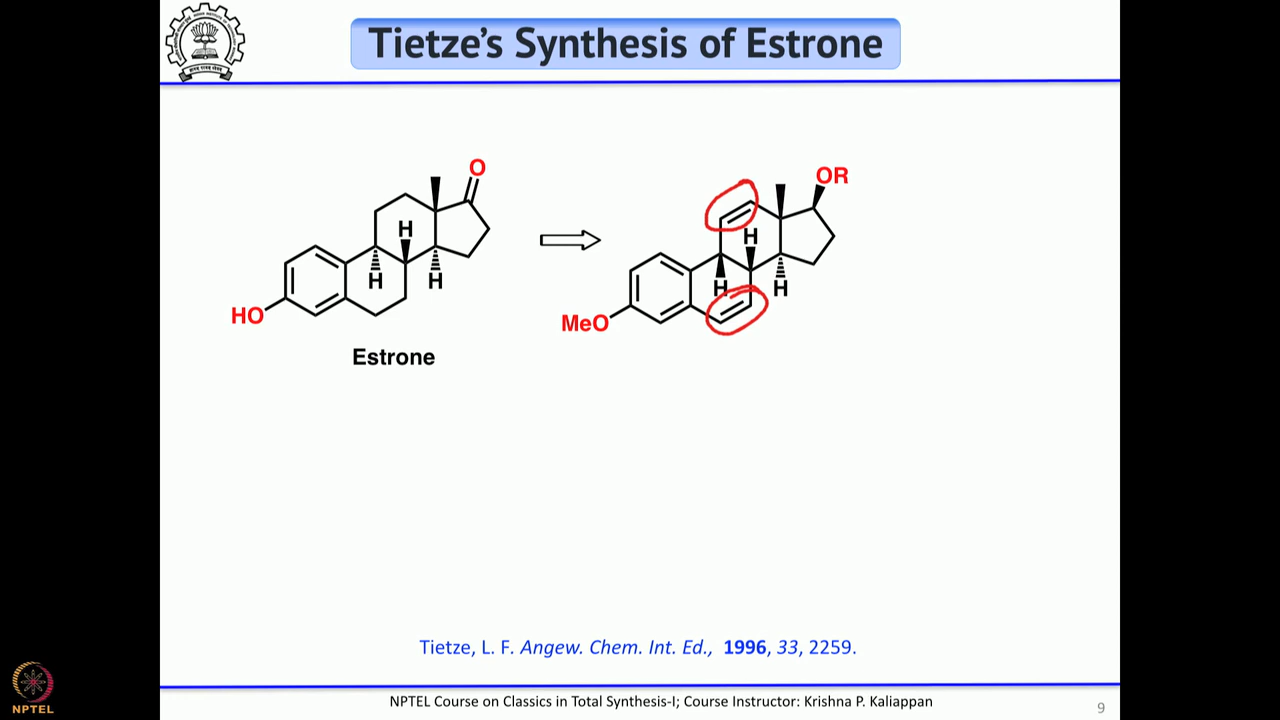 Tietze's Synthesis of Estrone
O
H
H
H
HO
Estrone
OR
H
H
H
MeO
Tietze, L. F. Angew. Chem. Int. Ed., 1996, 33, 2259.
NPTEL
NPTEL Course on Classics in Total Synthesis-I; Course Instructor: Krishna P. Kaliappan
9